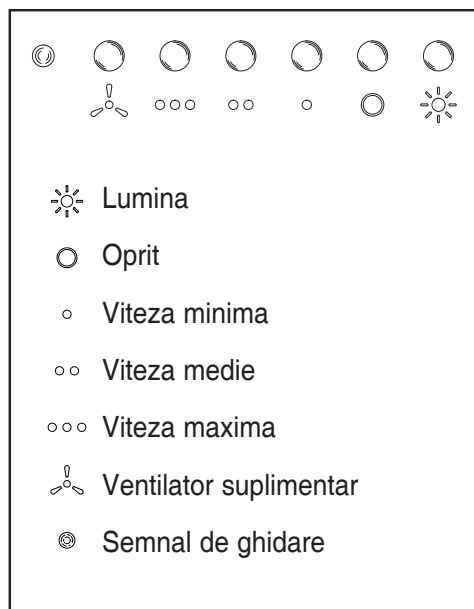 Lumina
Oprit
Viteza minima
Viteza medie
Viteza maxima
Ventilator suplimentar
Semnal de ghidare